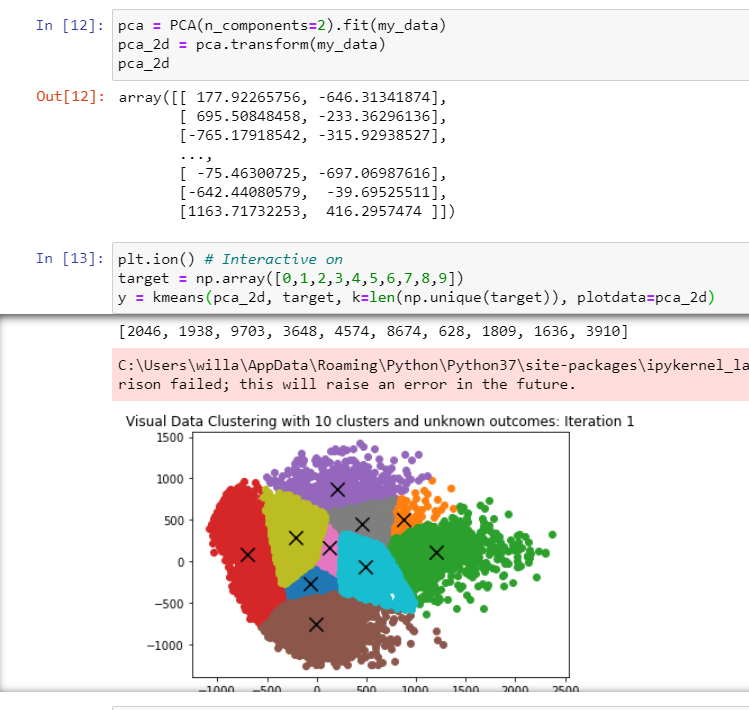 In [12]: pca = PCA(n_components=2).fit(my_data)
pca_2d = pca.transform(my_data)
pca_2d
Out[12]: array([[ 177.92265756, -646.31341874],
[ 695.50848458, -233.36296136],
[-765.17918542, -315.92938527],
...,
[ -75.46300725, -697.06987616],
[-642.44080579, -39.69525511],
[1163.71732253, 416.2957474 ]])
In [13]: plt.ion() # Interactive on
target = np.array([0,1,2,3,4,5,6,7,8,9])
y = kmeans(pca_2d, target, k=len(np.unique(target)), plotdata=pca_2d)
[2046, 1938, 9703, 3648, 4574, 8674, 628, 1809, 1636, 3910]
C:\Users\willa\AppData\Roaming\Python\Python37\site-packages\ipykernel_la
rison failed; this will raise an error in the future.
Visual Data Clustering with 10 clusters and unknown outcomes: Iteration 1
1500
1000
500
0
−500
−1000
−1000 −500 0 500 1000 1500 2000 2500